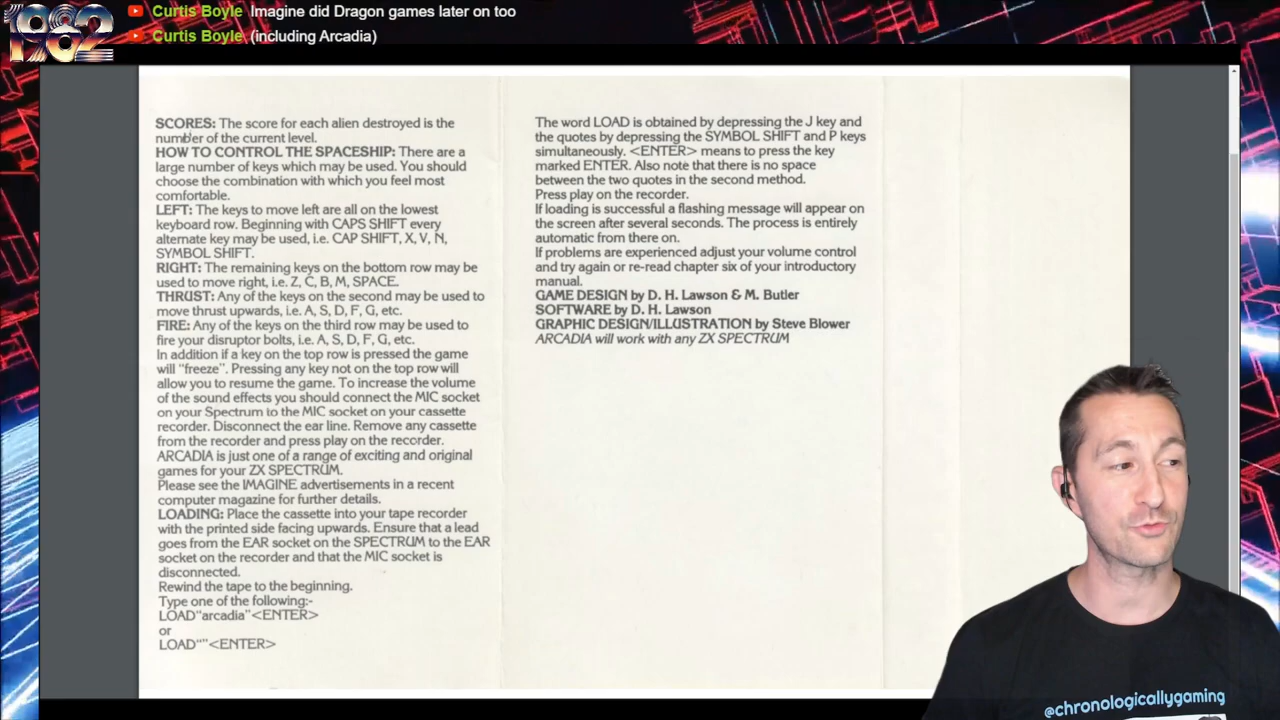 1982
Curtis Boyle Imagine did Dragon games later on too
Curtis Boyle (including Arcadia)
SCORES: The score for each alien destroyed is the
number of the current level.
HOW TO CONTROL THE SPACESHIP: There are a
large number of keys which may be used. You should
choose the combination with which you feel most
comfortable.
LEFT: The keys to move left are all on the lowest
keyboard row. Beginning with CAPS SHIFT every
alternate key may be used, i.e. CAP SHIFT, X, V, N,
SYMBOL SHIFT.
RIGHT: The remaining keys on the bottom row may be
used to move right, i.e. Z, C, B, M, SPACE.
THRUST: Any of the keys on the second may be used to
move thrust upwards, i.e. A, S, D, F, G, etc.
FIRE: Any of the keys on the third row may be used to
fire your disruptor bolts, i.e. A, S, D, F, G, etc.
In addition if a key on the top row is pressed the game
will "freeze". Pressing any key not on the top row will
allow you to resume the game. To increase the volume
of the sound effects you should connect the MIC socket
on your Spectrum to the MIC socket on your cassette
recorder. Disconnect the ear line. Remove any cassette
from the recorder and press play on the recorder.
ARCADIA is just one of a range of exciting and original
games for your ZX SPECTRUM.
Please see the IMAGINE advertisements in a recent
computer magazine for further details.
LOADING: Place the cassette into your tape recorder
with the printed side facing upwards. Ensure that a lead
goes from the EAR socket on the SPECTRUM to the EAR
socket on the recorder and that the MIC socket is
disconnected.
Rewind the tape to the beginning.
Type one of the following:-
LOAD"arcadia"<ENTER>
or
LOAD""<ENTER>
The word LOAD is obtained by depressing the J key and
the quotes by depressing the SYMBOL SHIFT and P keys
simultaneously. <ENTER> means to press the key
marked ENTER. Also note that there is no space
between the two quotes in the second method.
Press play on the recorder.
If loading is successful a flashing message will appear on
the screen after several seconds. The process is entirely
automatic from there on.
If problems are experienced adjust your volume control
and try again or re-read chapter six of your introductory
manual.
GAME DESIGN by D. H. Lawson & M. Butler
SOFTWARE by D. H. Lawson
GRAPHIC DESIGN/ILLUSTRATION by Steve Blower
ARCADIA will work with any ZX SPECTRUM
@chronologicallygaming